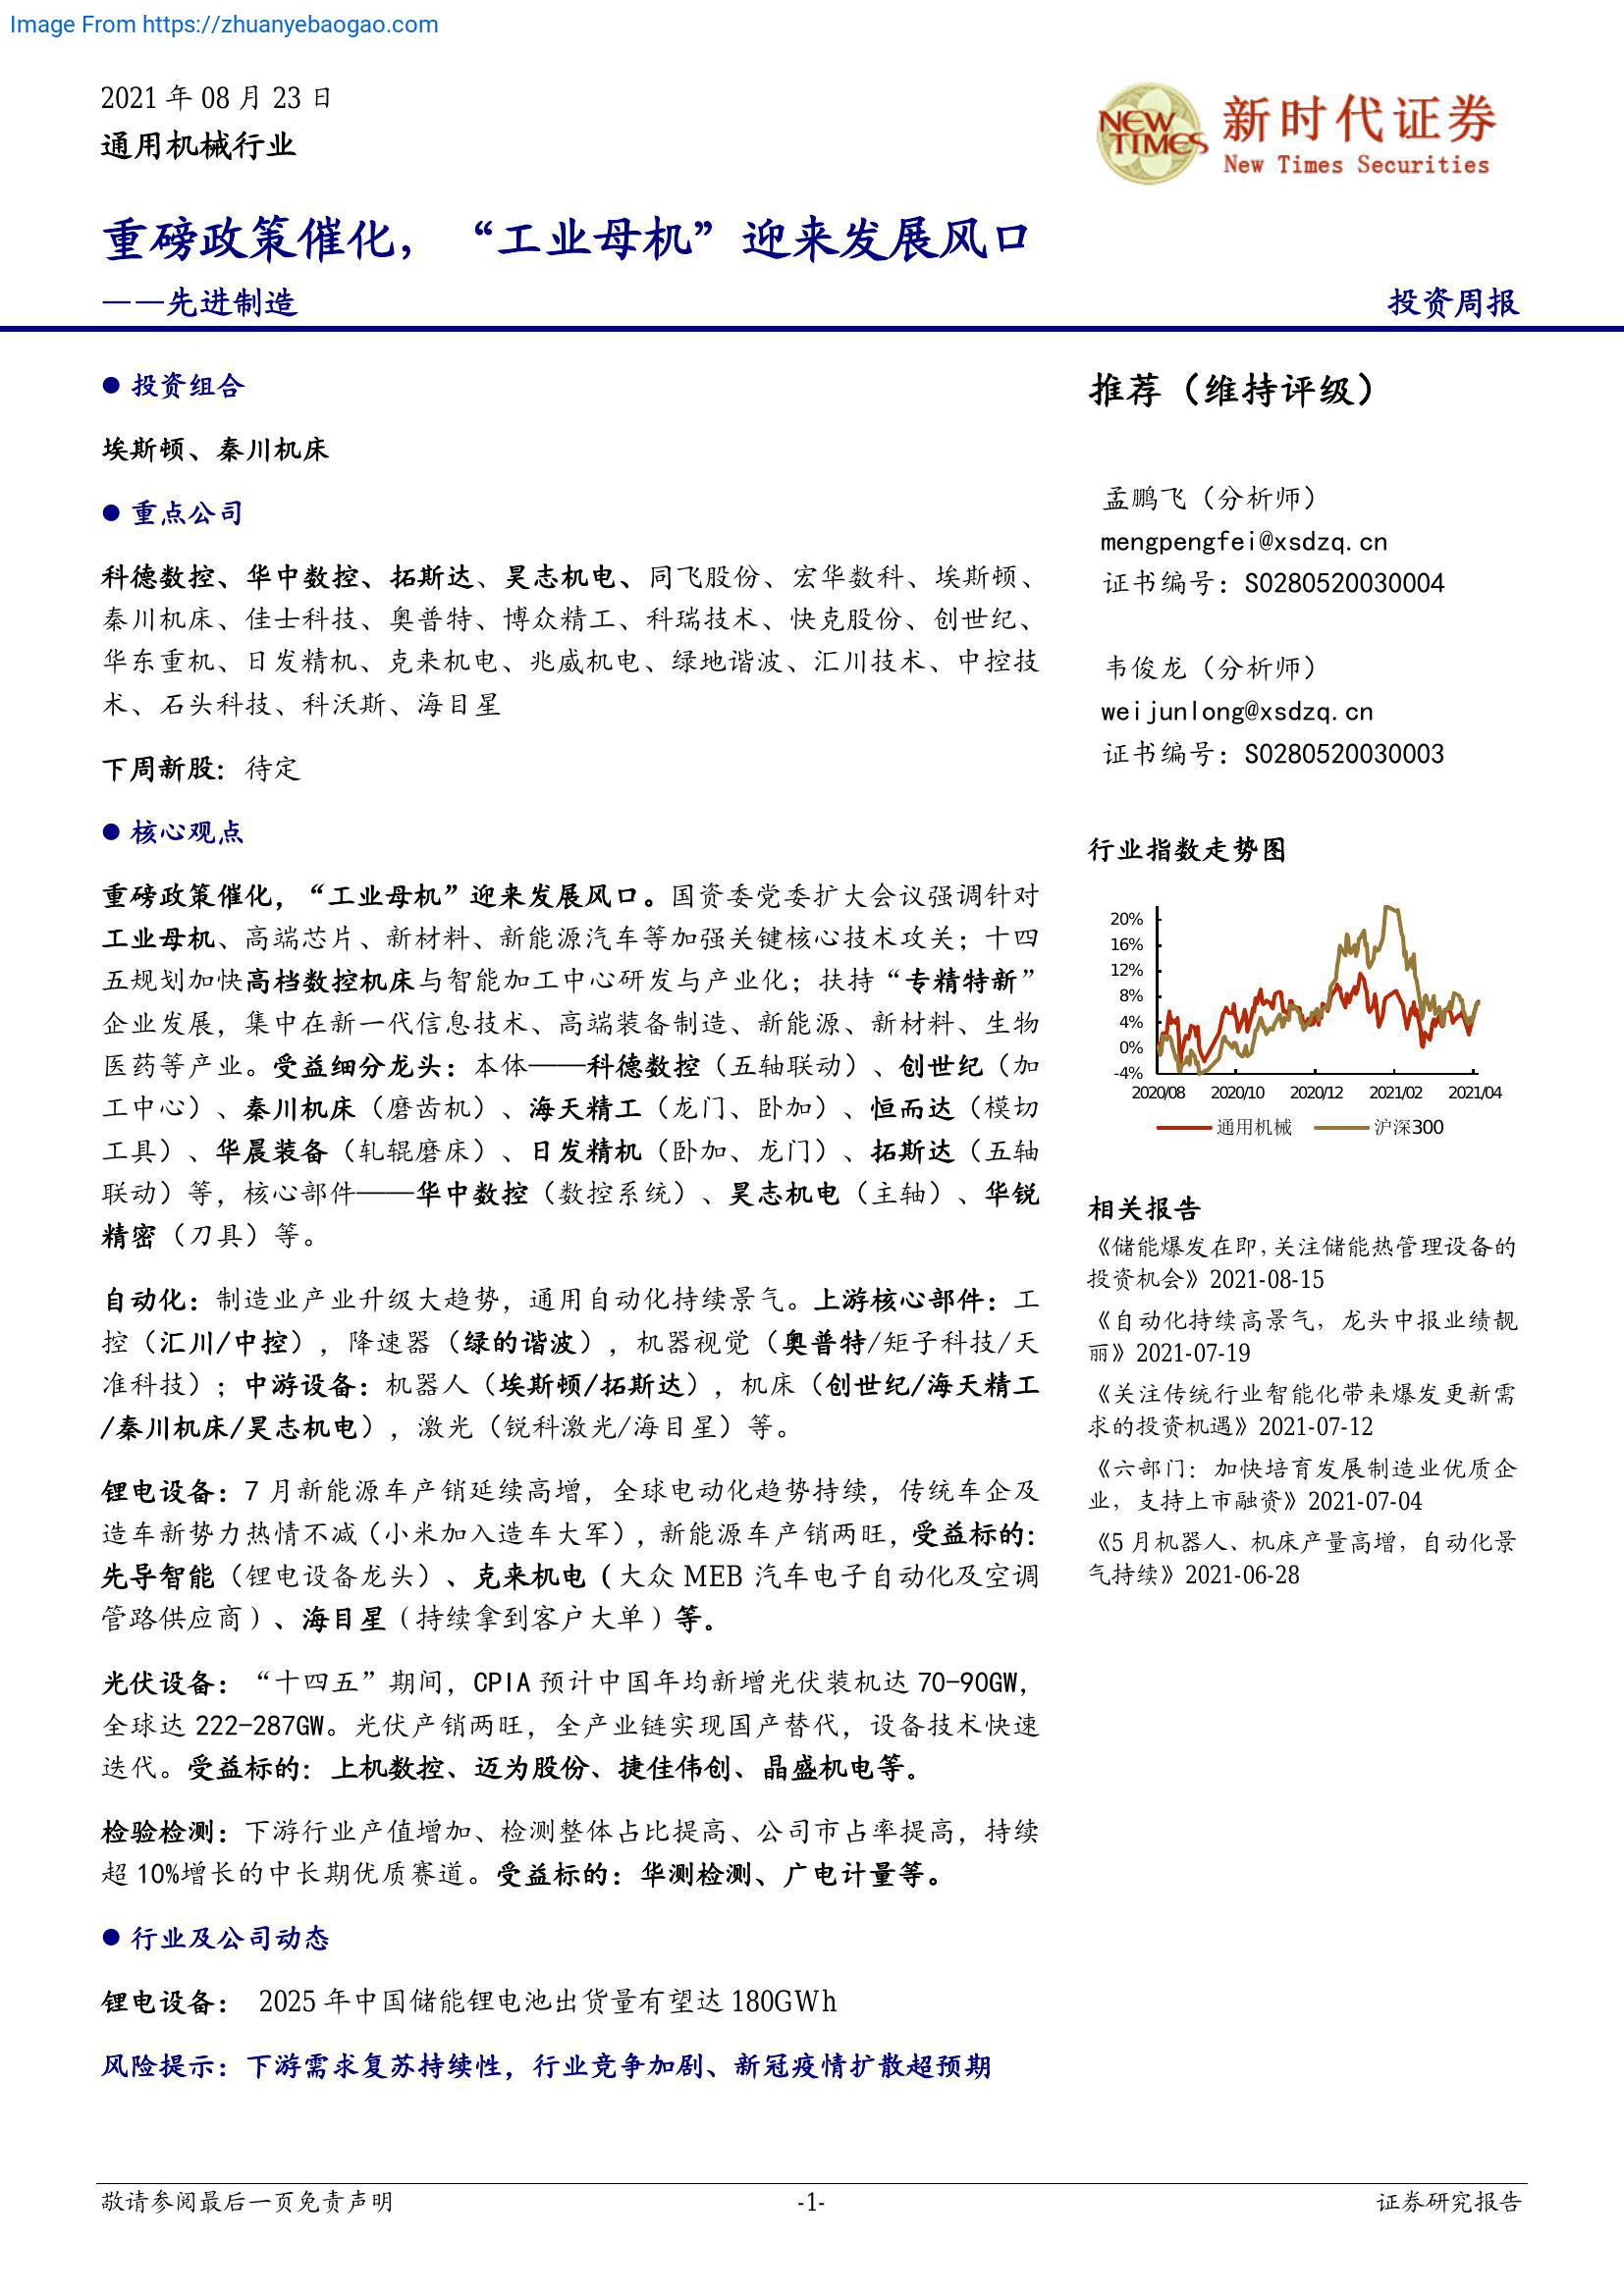 Image From https://zhuanyebaogao.com
2021 年 08 月 23 日
通用机械行业
NEW TIMES
新时代证券
New Times Securities
重磅政策催化，“工业母机”迎来发展风口
——先进制造
投资周报
● 投资组合
埃斯顿、秦川机床
● 重点公司
科德数控、华中数控、拓斯达、昊志机电、同飞股份、宏华数科、埃斯顿、
秦川机床、佳士科技、奥普特、博众精工、科瑞技术、快克股份、创世纪、
华东重机、日发精机、克来机电、兆威机电、绿地谐波、汇川技术、中控技
术、石头科技、科沃斯、海目星
下周新股：待定
● 核心观点
重磅政策催化，“工业母机”迎来发展风口。国资委党委扩大会议强调针对
工业母机、高端芯片、新材料、新能源汽车等加强关键核心技术攻关；十四
五规划加快高档数控机床与智能加工中心研发与产业化；扶持“专精特新”
企业发展，集中在新一代信息技术、高端装备制造、新能源、新材料、生物
医药等产业。受益细分龙头：本体——科德数控（五轴联动）、创世纪（加
工中心）、秦川机床（磨齿机）、海天精工（龙门、卧加）、恒而达（模切
工具）、华晨装备（轧辊磨床）、日发精机（卧加、龙门）、拓斯达（五轴
联动）等，核心部件——华中数控（数控系统）、昊志机电（主轴）、华锐
精密（刀具）等。
自动化：制造业产业升级大趋势，通用自动化持续景气。上游核心部件：工
控（汇川/中控），降速器（绿的谐波），机器视觉（奥普特/矩子科技/天
准科技）；中游设备：机器人（埃斯顿/拓斯达），机床（创世纪/海天精工
/秦川机床/昊志机电），激光（锐科激光/海目星）等。
锂电设备：7 月新能源车产销延续高增，全球电动化趋势持续，传统车企及
造车新势力热情不减（小米加入造车大军），新能源车产销两旺，受益标的：
先导智能（锂电设备龙头）、克来机电（大众 MEB 汽车电子自动化及空调
管路供应商）、海目星（持续拿到客户大单）等。
光伏设备：“十四五”期间，CPIA 预计中国年均新增光伏装机达 70-90GW，
全球达 222-287GW。光伏产销两旺，全产业链实现国产替代，设备技术快速
迭代。受益标的：上机数控、迈为股份、捷佳伟创、晶盛机电等。
检验检测：下游行业产值增加、检测整体占比提高、公司市占率提高，持续
超 10%增长的中长期优质赛道。受益标的：华测检测、广电计量等。
● 行业及公司动态
锂电设备： 2025 年中国储能锂电池出货量有望达 180GWh
风险提示：下游需求复苏持续性，行业竞争加剧、新冠疫情扩散超预期
推荐（维持评级）
孟鹏飞（分析师）
mengpengfei@xsdzq.cn
证书编号：S0280520030004
韦俊龙（分析师）
weijunlong@xsdzq.cn
证书编号：S0280520030003
行业指数走势图
20%
16%
12%
8%
4%
0%
-4%
2020/08 2020/10 2020/12 2021/02 2021/04
通用机械 沪深300
相关报告
《储能爆发在即，关注储能热管理设备的
投资机会》2021-08-15
《自动化持续高景气，龙头中报业绩靓
丽》2021-07-19
《关注传统行业智能化带来爆发更新需
求的投资机遇》2021-07-12
《六部门：加快培育发展制造业优质企
业，支持上市融资》2021-07-04
《5 月机器人、机床产量高增，自动化景
气持续》2021-06-28
敬请参阅最后一页免责声明
-1-
证券研究报告